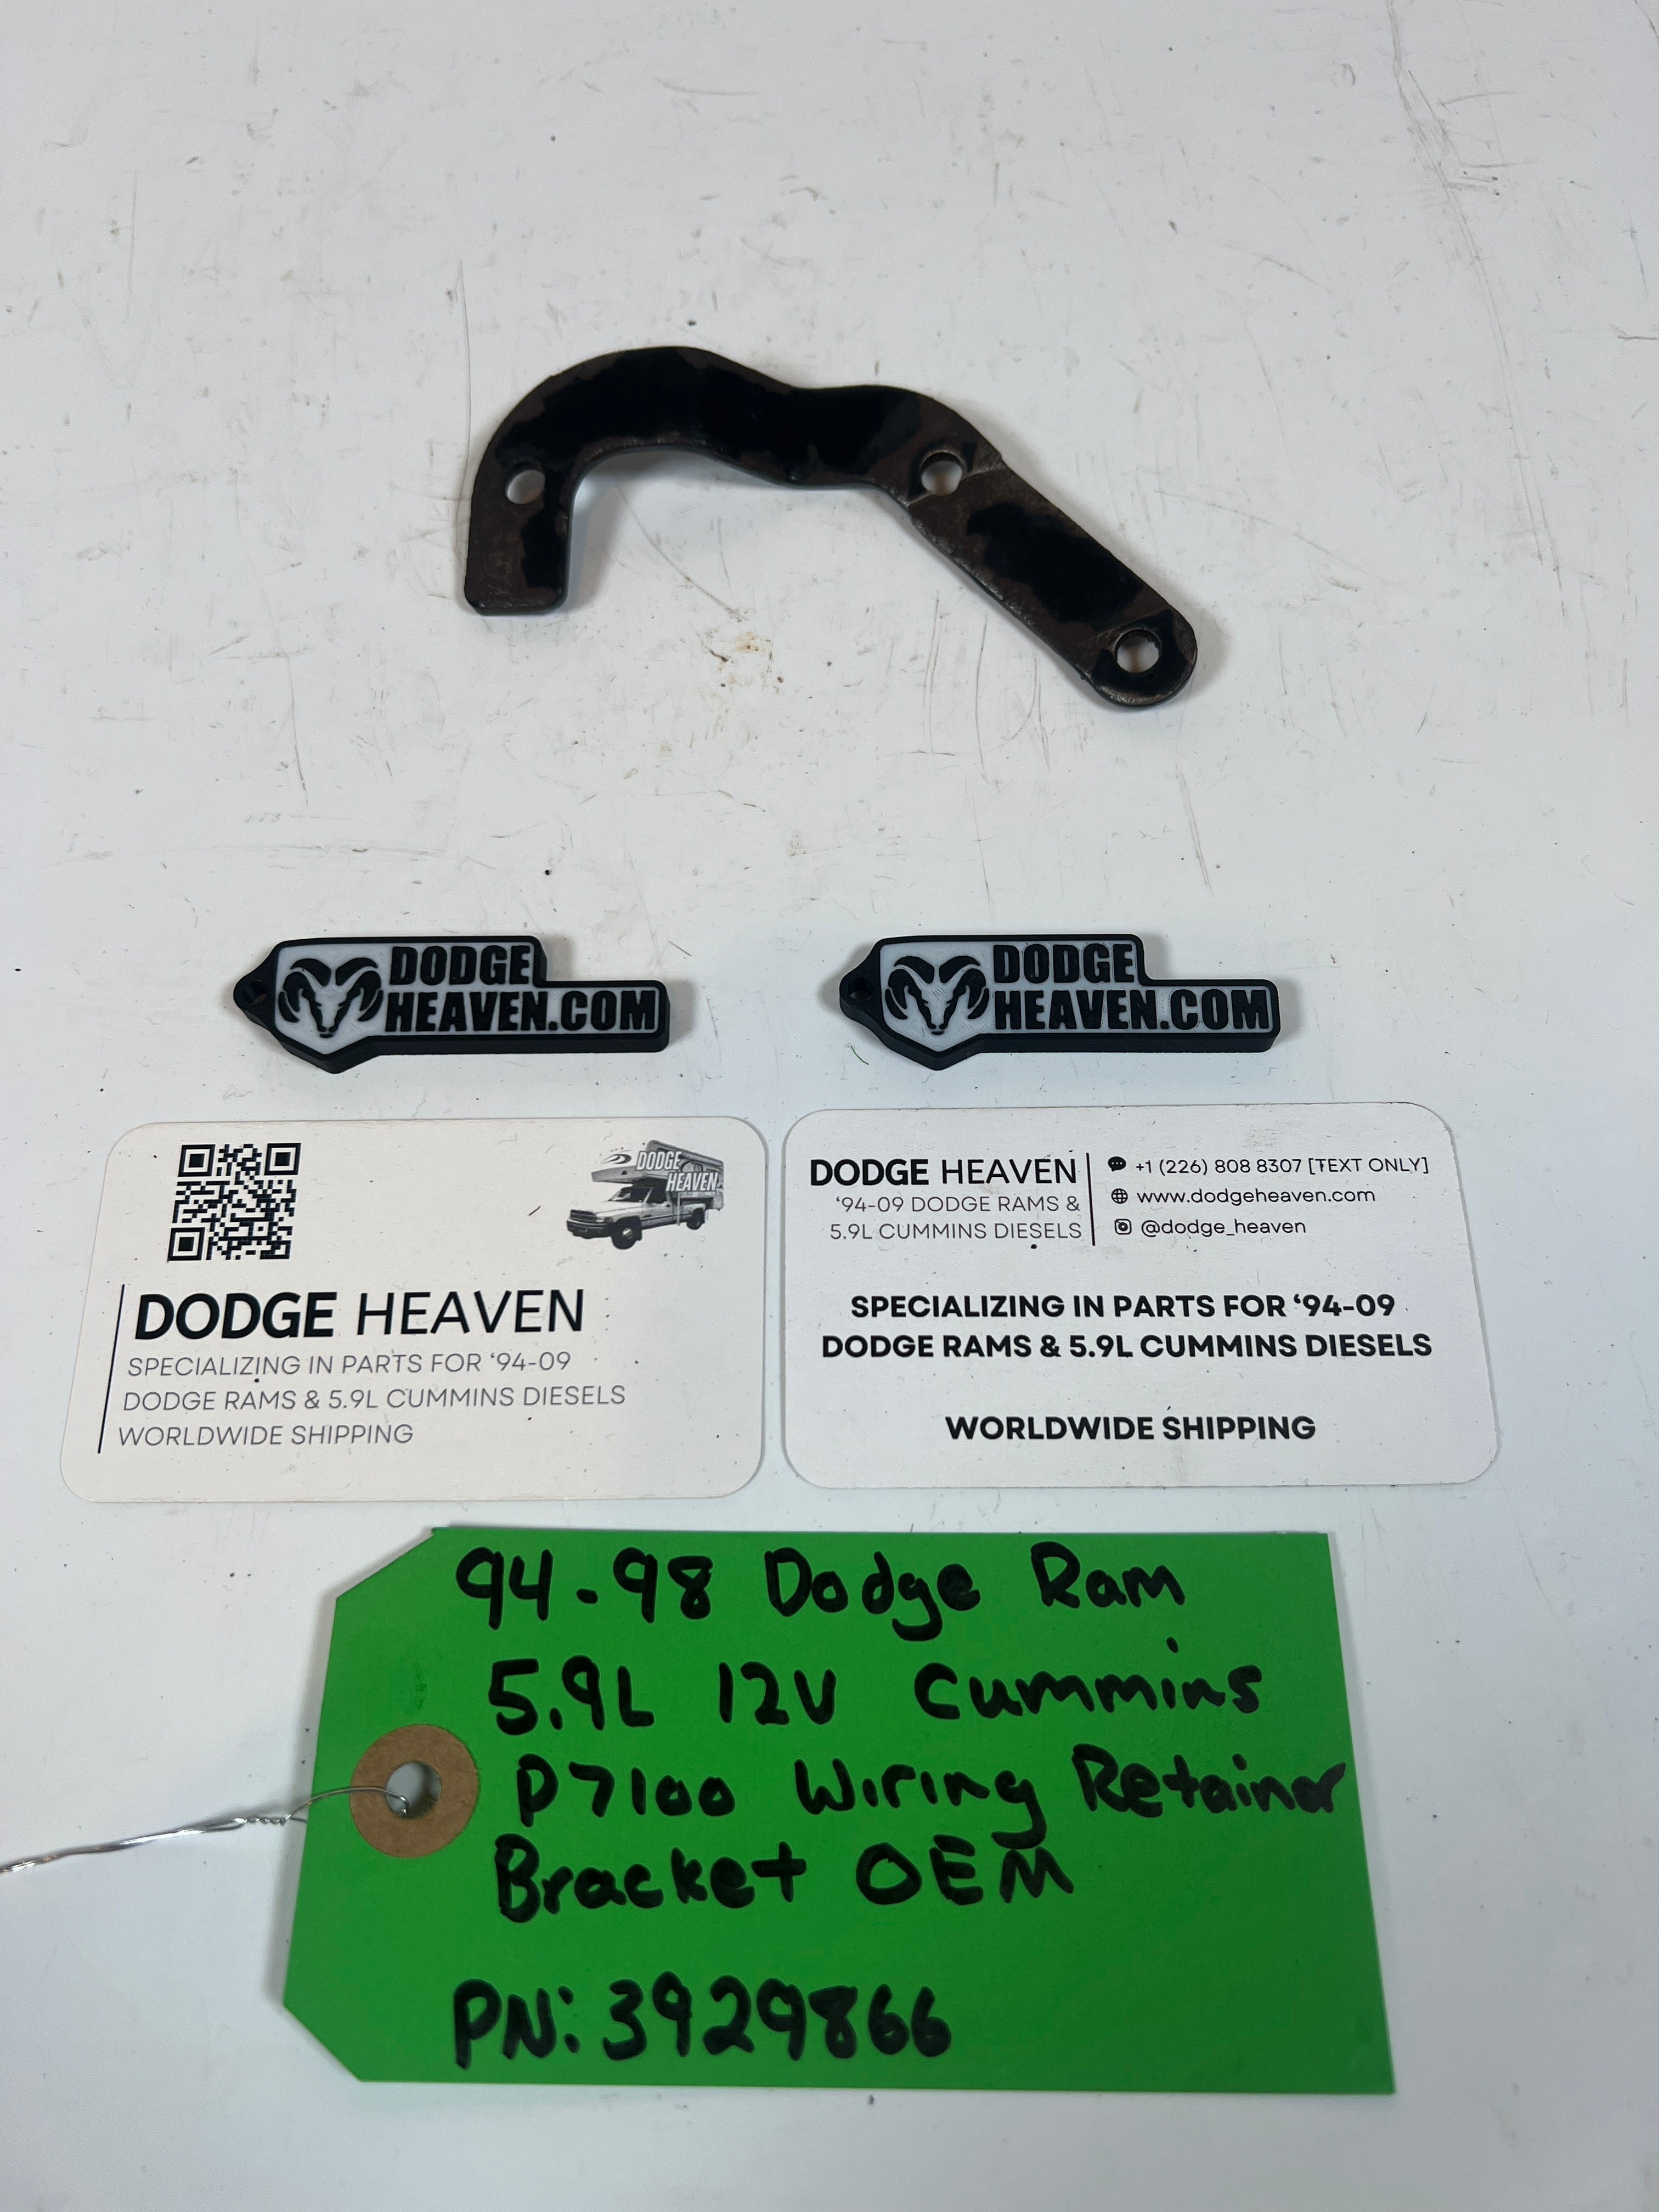 DODGE
HEAVEN.COM
DODGE
HEAVEN.COM
DODGE
HEAVEN
DODGE HEAVEN
SPECIALIZING IN PARTS FOR ‘94-09
DODGE RAMS & 5.9L CUMMINS DIESELS
WORLDWIDE SHIPPING
DODGE HEAVEN
‘94-09 DODGE RAMS &
5.9L CUMMINS DIESELS
+1 (226) 808 8307 [TEXT ONLY]
www.dodgeheaven.com
@dodge_heaven
SPECIALIZING IN PARTS FOR ‘94-09
DODGE RAMS & 5.9L CUMMINS DIESELS
WORLDWIDE SHIPPING
94-98 Dodge Ram
5.9L 12V Cummins
P7100 Wiring Retainer
Bracket OEM
PN: 3929866